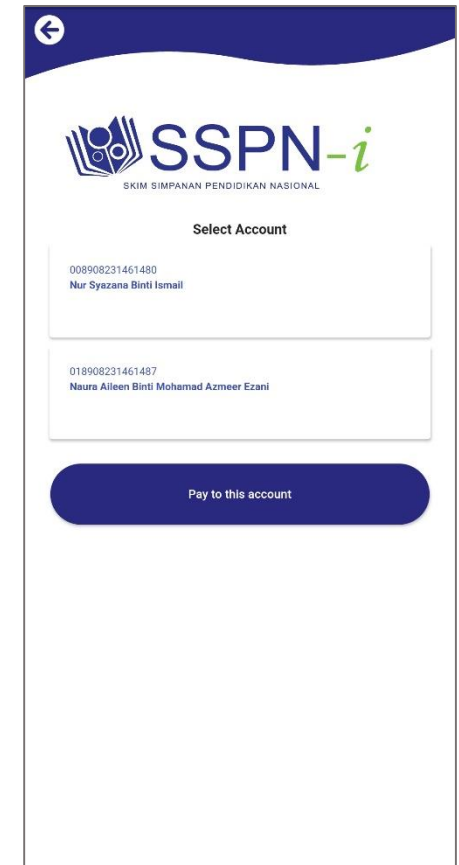 SSPN-i
SKIM SIMPANAN PENDIDIKAN NASIONAL
Select Account
008908231461480
Nur Syazana Binti Ismail
018908231461487
Naura Aileen Binti Mohamad Azmeer Ezani
Pay to this account